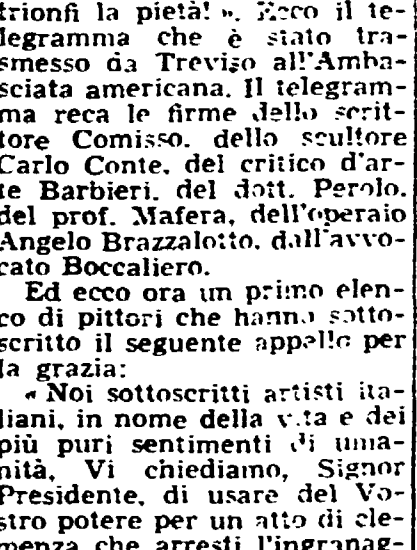 trionfi la pietà! ». Ecco il te-
legramma che è stato tra-
smesso da Treviso all'Amba-
sciata americana. Il telegram-
ma reca le firme dello scrit-
tore Comisso, dello scultore
Carlo Conte, del critico d'ar-
te Barbieri, del dott. Perolo,
del prof. Mafera, dell'operaio
Angelo Brazzalotto, dall'avvo-
cato Boccaliero.
Ed ecco ora un primo elen-
co di pittori che hanno sotto-
scritto il seguente appello per
la grazia:
« Noi sottoscritti artisti ita-
liani, in nome della vita e dei
più puri sentimenti di uma-
nità, Vi chiediamo, Signor
Presidente, di usare del Vo-
stro potere per un atto di cle-
menza che arresti l'ingranag-